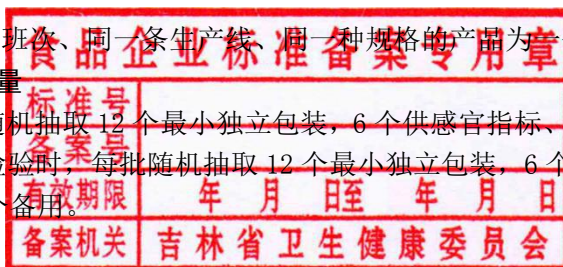 班次、同一条生产线、同一种规格的产品为一
食品企业标准备案专用章
量
标准号
随机抽取12个最小独立包装，6个供感官指标、
备案号
检验时，每批随机抽取12个最小独立包装，6个
有效期限 年 月 日至 年 月 日
个备用。
备案机关 吉林省卫生健康委员会